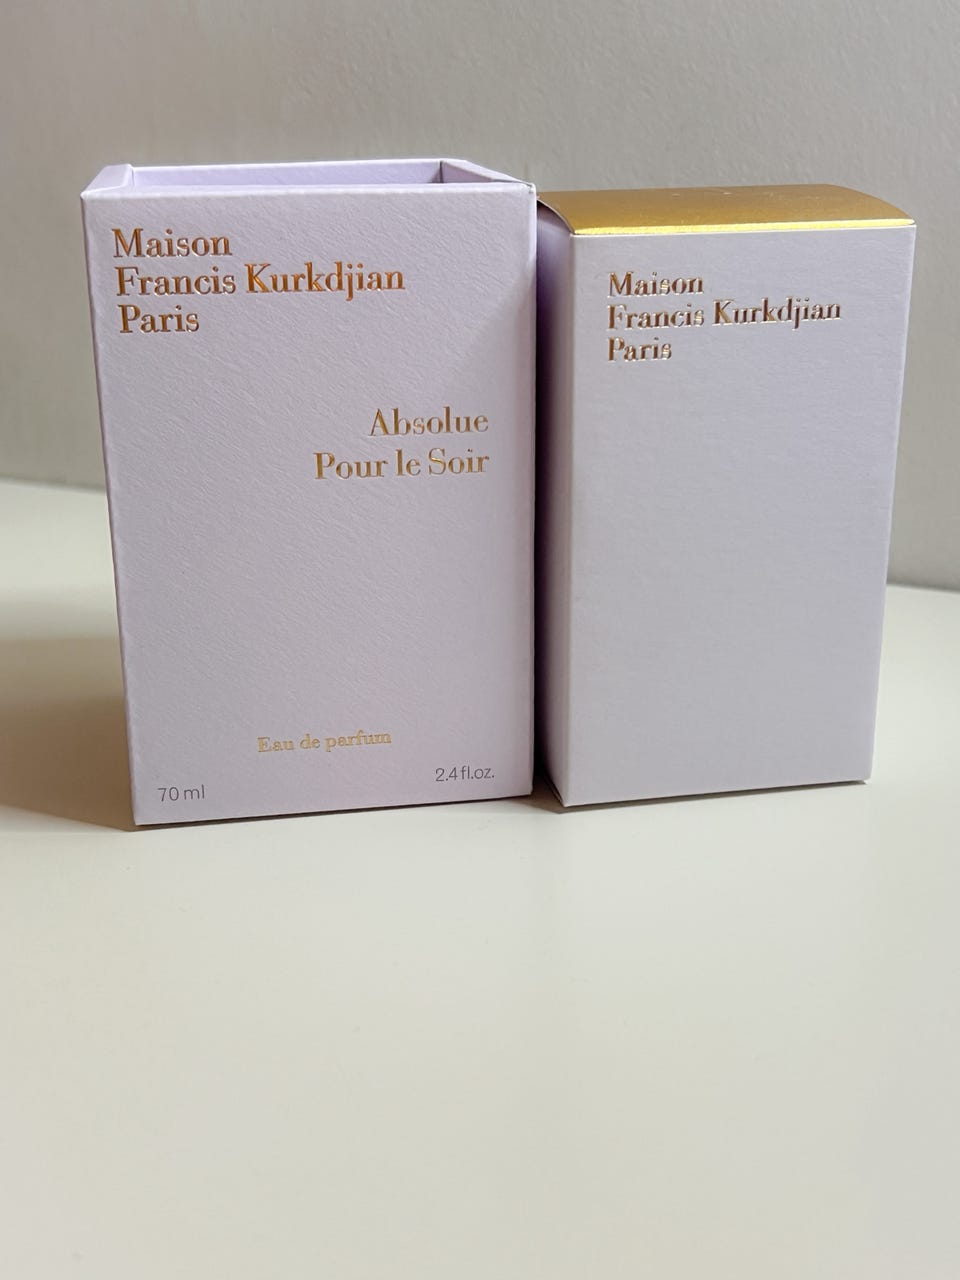 Maison
Francis Kurkdjian
Paris
Absolue
Pour le Soir
Eau de parfum
70 ml
2.4 fl.oz.
Maison
Francis Kurkdjian
Paris